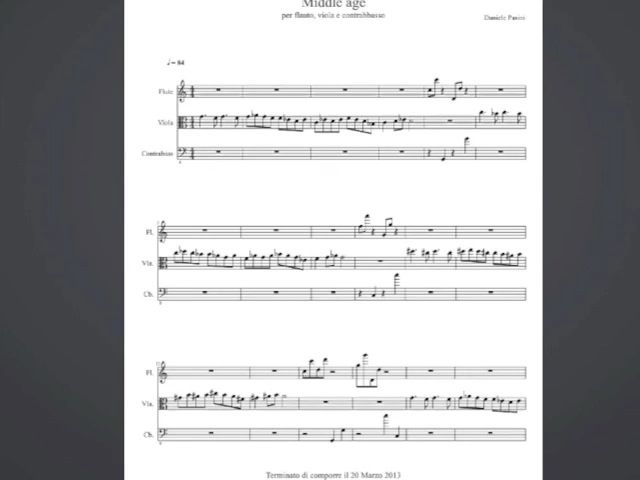 Middle age
per flauto, viola e contrabbasso
Daniele Pasini
♩= 84
Flute
Viola
Contrabass
Fl.
Vla.
Cb.
Fl.
Vla.
Cb.
Terminato di comporre il 20 Marzo 2013